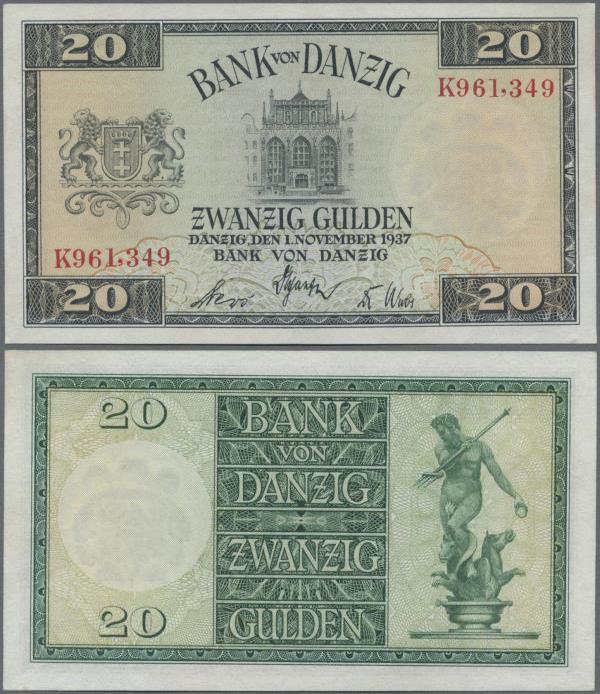 20 20
BANK VON DANZIG
K961,349
ZWANZIG GULDEN
DANZIG, DEN 1. NOVEMBER 1937
K961,349 BANK VON DANZIG
20 20
20 BANK
VON
DANZIG
ZWANZIG
20 GULDEN